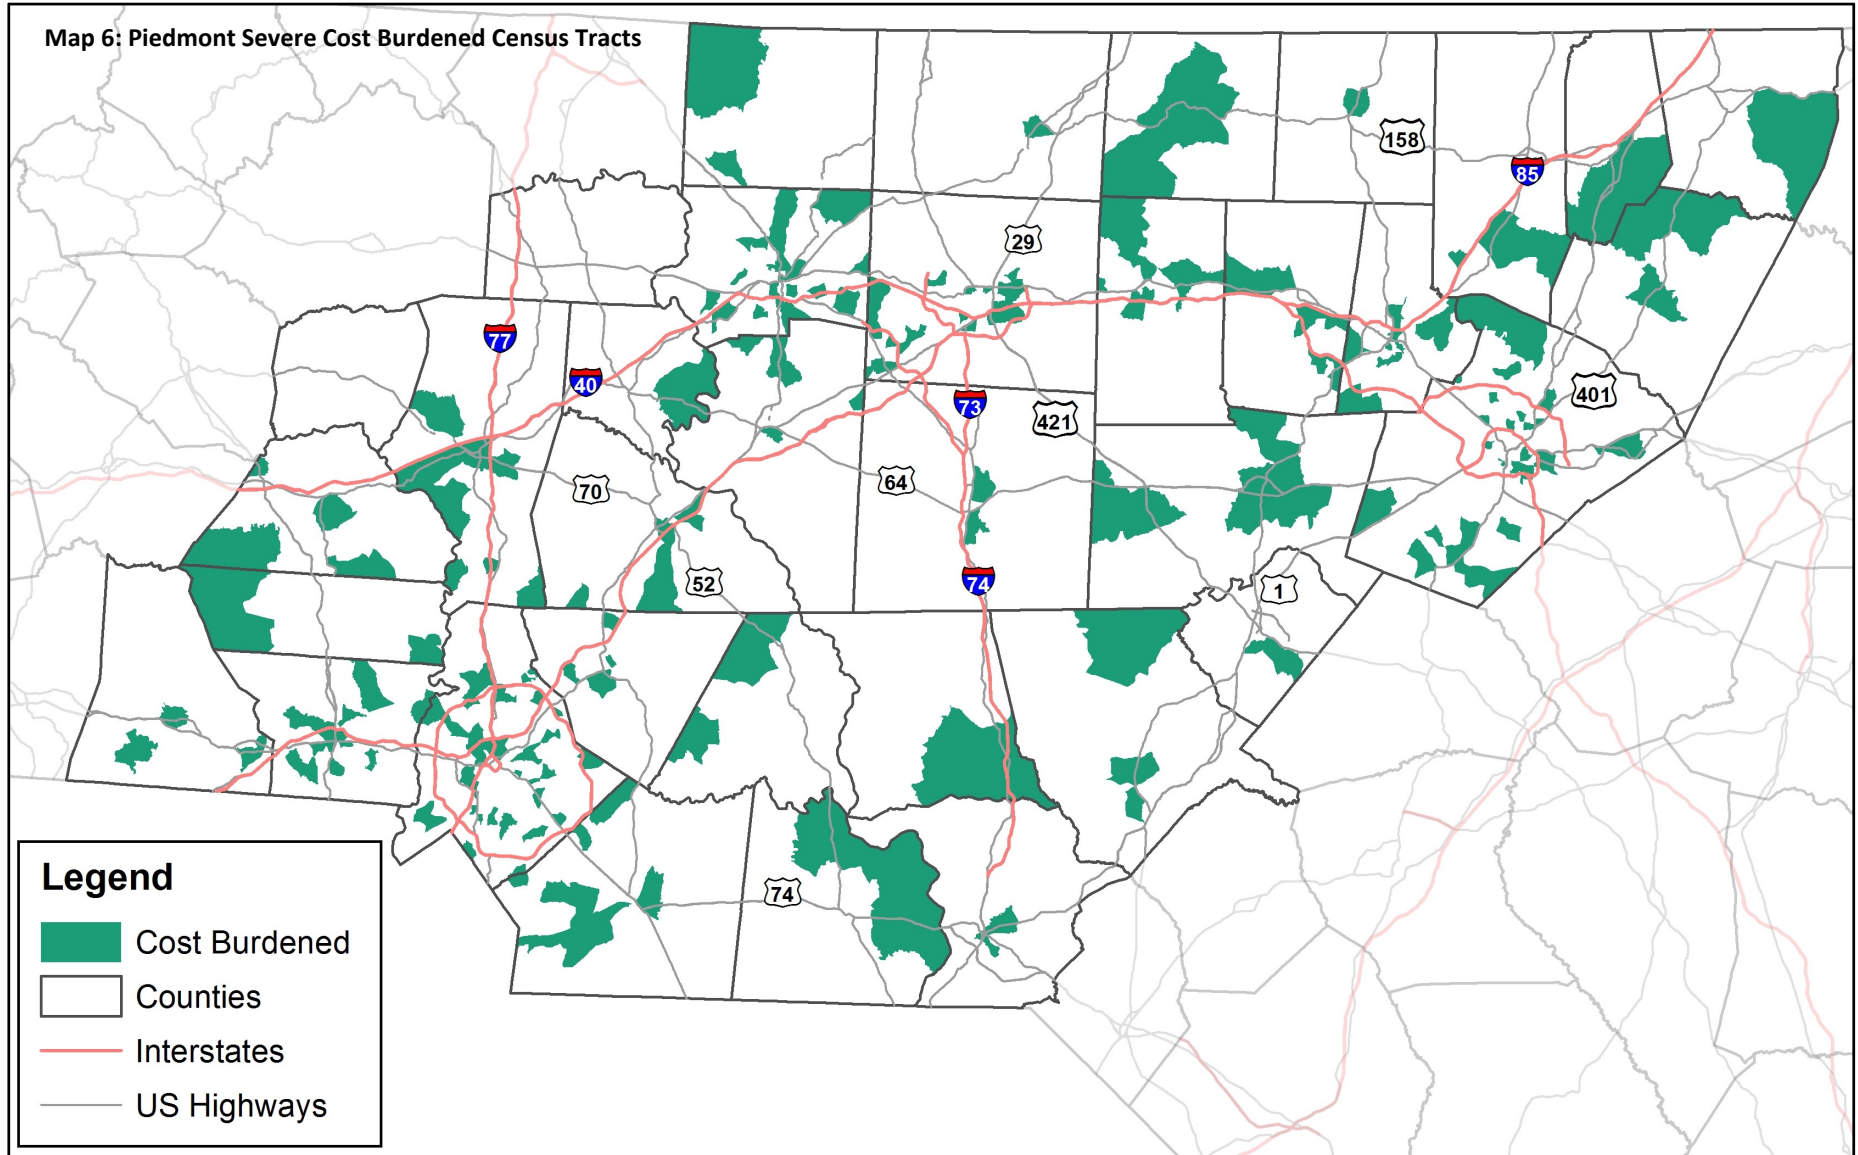 Map 6: Piedmont Severe Cost Burdened Census Tracts
158
85
29
77
40
73
421
401
70
64
74
52
1
74
Legend
Cost Burdened
Counties
Interstates
US Highways